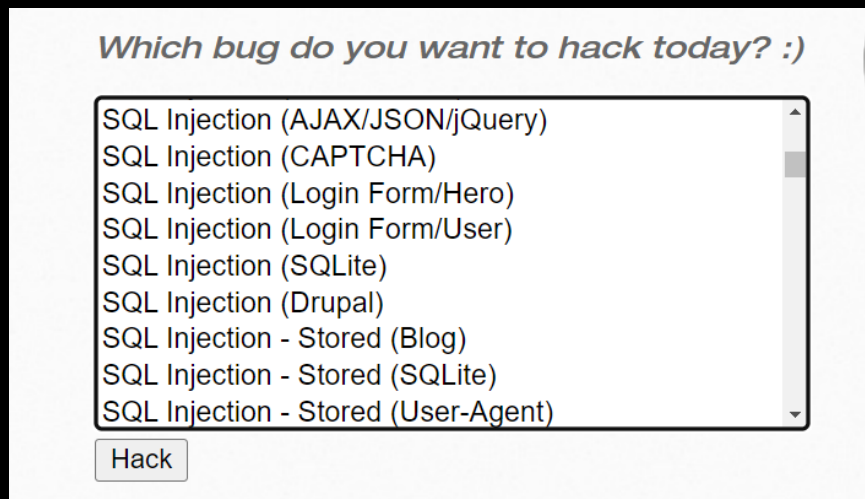 Which bug do you want to hack today? :)
SQL Injection (AJAX/JSON/jQuery)
SQL Injection (CAPTCHA)
SQL Injection (Login Form/Hero)
SQL Injection (Login Form/User)
SQL Injection (SQLite)
SQL Injection (Drupal)
SQL Injection - Stored (Blog)
SQL Injection - Stored (SQLite)
SQL Injection - Stored (User-Agent)
Hack